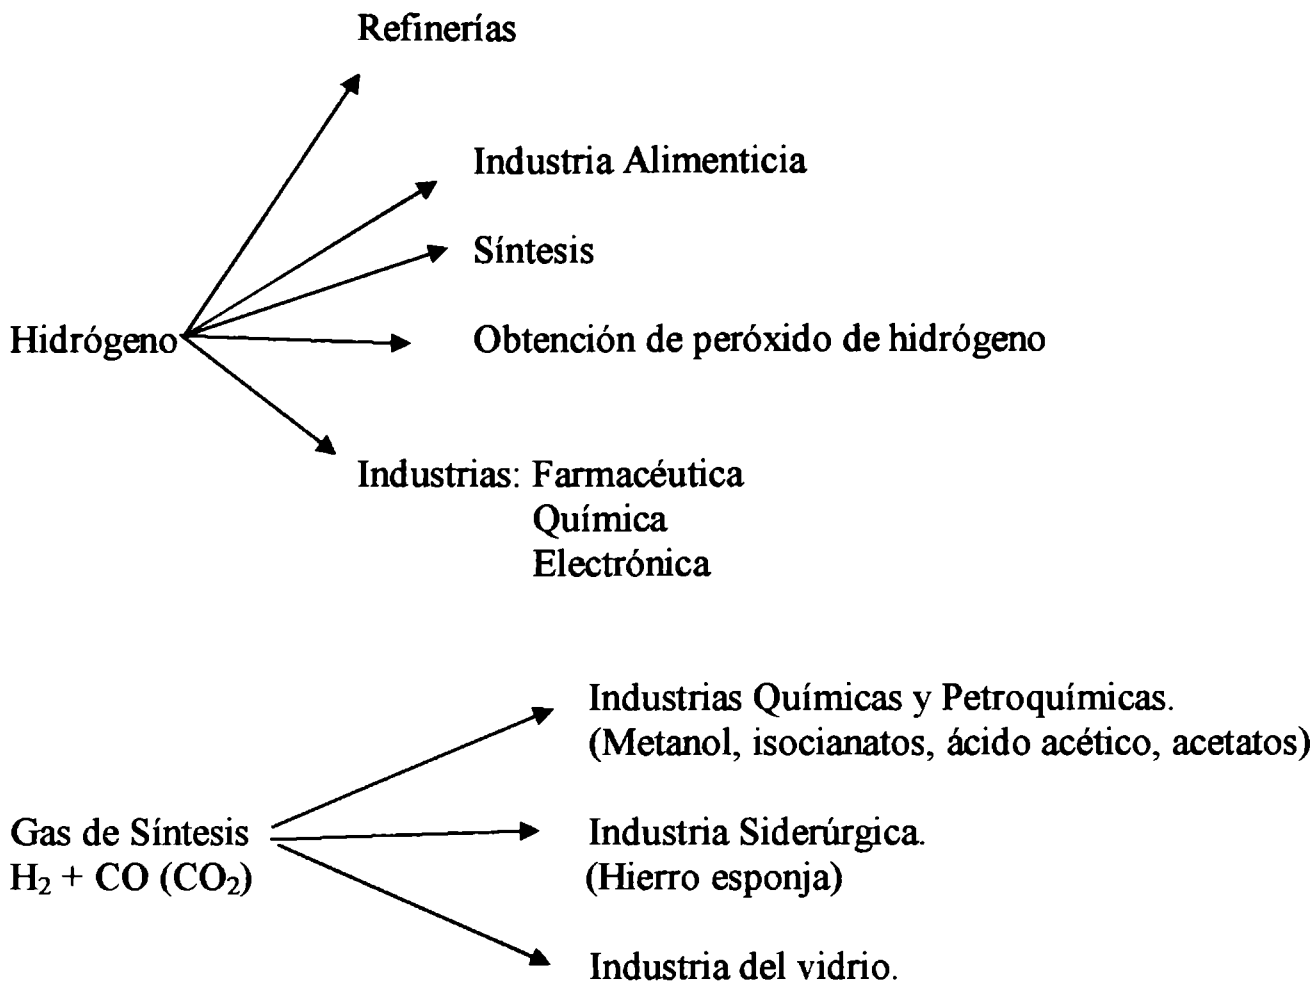 Refinerías
Industria Alimenticia
Síntesis
Hidrógeno
Obtención de peróxido de hidrógeno
Industrias: Farmacéutica
Química
Electrónica
Industrias Químicas y Petroquímicas.
(Metanol, isocianatos, ácido acético, acetatos)
Gas de Síntesis
H₂ + CO (CO₂)
Industria Siderúrgica.
(Hierro esponja)
Industria del vidrio.